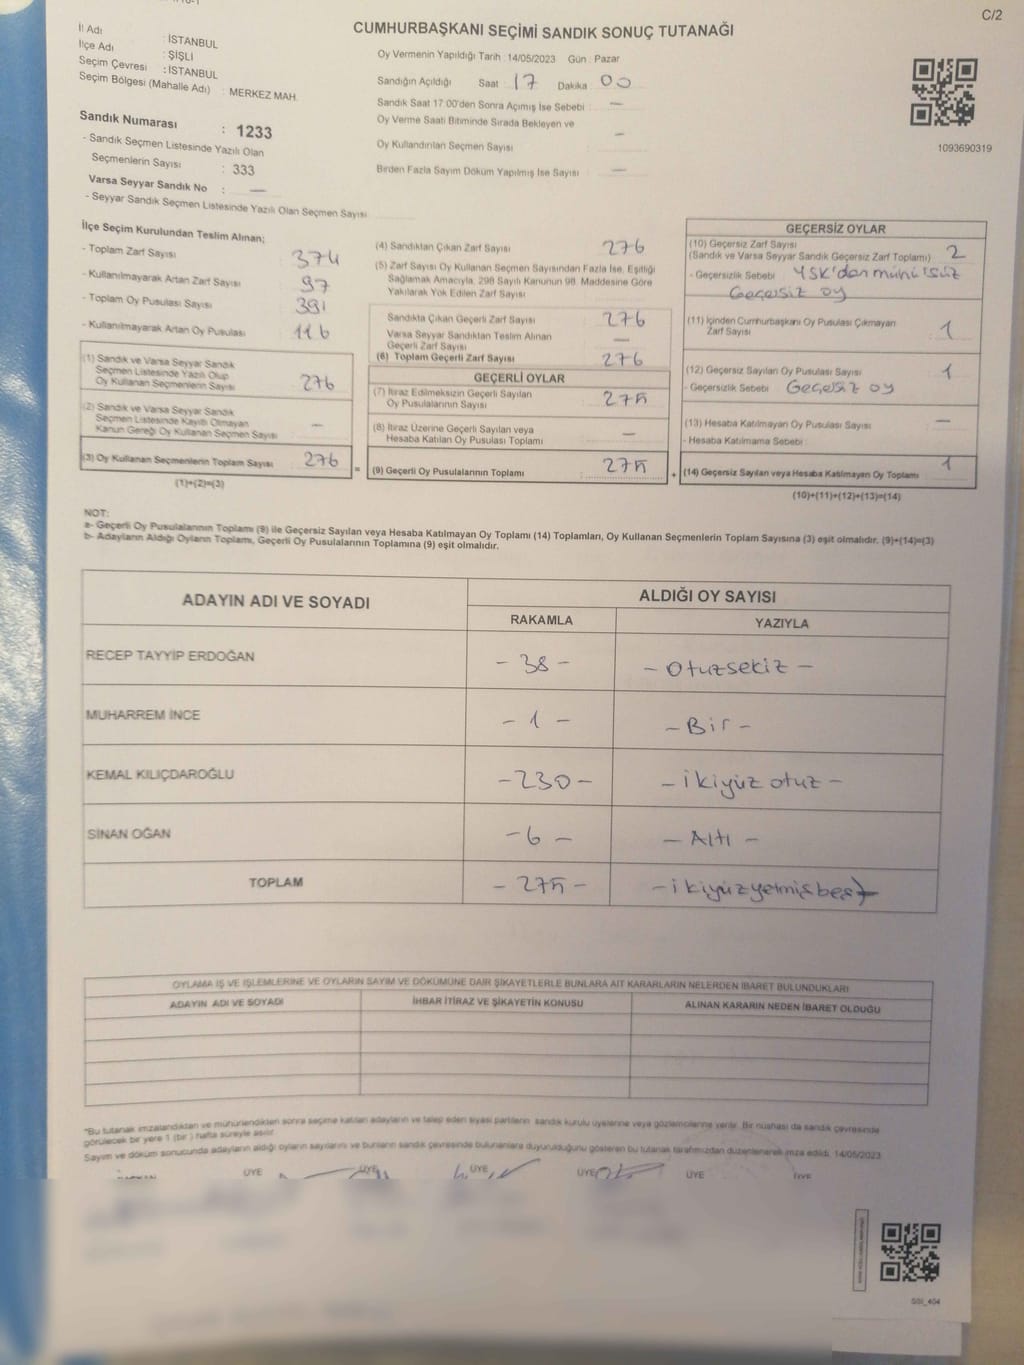 C/2
CUMHURBAŞKANI SEÇİMİ SANDIK SONUÇ TUTANAĞI
İl Adı : İSTANBUL
İlçe Adı : ŞİŞLİ
Seçim Çevresi : İSTANBUL
Seçim Bölgesi (Mahalle Adı) : MERKEZ MAH.
Sandık Numarası : 1233
- Sandık Seçmen Listesinde Yazılı Olan
Seçmenlerin Sayısı : 333
Varsa Seyyar Sandık No : —
- Seyyar Sandık Seçmen Listesinde Yazılı Olan Seçmen Sayısı
Oy Vermenin Yapıldığı Tarih : 14/05/2023 Gün : Pazar
Sandığın Açıldığı Saat : 17 Dakika : 00
Sandık Saat 17.00'den Sonra Açımış İse Sebebi : —
Oy Verme Saati Bitiminde Sırada Bekleyen ve
Oy Kullandırılan Seçmen Sayısı : —
Birden Fazla Sayım Döküm Yapılmış İse Sayısı : —
1093690319
İlçe Seçim Kurulundan Teslim Alınan;
- Toplam Zarf Sayısı 374
- Kullanılmayarak Artan Zarf Sayısı 97
- Toplam Oy Pusulası Sayısı 391
- Kullanılmayarak Artan Oy Pusulası 116
(1) Sandık ve Varsa Seyyar Sandık
Seçmen Listesinde Yazılı Olup
Oy Kullanan Seçmenlerin Sayısı 276
(2) Sandık ve Varsa Seyyar Sandık
Seçmen Listesinde Kayıtlı Olmayan
Kanun Gereği Oy Kullanan Seçmen Sayısı —
(3) Oy Kullanan Seçmenlerin Toplam Sayısı 276 =
(1)+(2)=(3)
(4) Sandıktan Çıkan Zarf Sayısı 276
(5) Zarf Sayısı Oy Kullanan Seçmen Sayısından Fazla İse, Eşitliği
Sağlamak Amacıyla, 298 Sayılı Kanunun 98. Maddesine Göre
Yakılarak Yok Edilen Zarf Sayısı
Sandıkta Çıkan Geçerli Zarf Sayısı 276
Varsa Seyyar Sandıktan Teslim Alınan
Geçerli Zarf Sayısı —
(6) Toplam Geçerli Zarf Sayısı 276
GEÇERLİ OYLAR
(7) İtiraz Edilmeksizin Geçerli Sayılan
Oy Pusulalarının Sayısı 275
(8) İtiraz Üzerine Geçerli Sayılan veya
Hesaba Katılan Oy Pusulası Toplamı —
(9) Geçerli Oy Pusulalarının Toplamı : 275 +
GEÇERSİZ OYLAR
(10) Geçersiz Zarf Sayısı
(Sandık ve Varsa Seyyar Sandık Geçersiz Zarf Toplamı) 2
- Geçersizlik Sebebi : YSK'dan mühürsüz
Geçersiz oy
(11) İçinden Cumhurbaşkanı Oy Pusulası Çıkmayan
Zarf Sayısı 1
(12) Geçersiz Sayılan Oy Pusulası Sayısı 1
- Geçersizlik Sebebi : Geçersiz oy
(13) Hesaba Katılmayan Oy Pusulası Sayısı —
- Hesaba Katılmama Sebebi :
(14) Geçersiz Sayılan veya Hesaba Katılmayan Oy Toplamı 1
(10)+(11)+(12)+(13)=(14)
NOT:
a- Geçerli Oy Pusulalarının Toplamı (9) ile Geçersiz Sayılan veya Hesaba Katılmayan Oy Toplamı (14) Toplamları, Oy Kullanan Seçmenlerin Toplam Sayısına (3) eşit olmalıdır. (9)+(14)=(3)
b- Adayların Aldığı Oyların Toplamı, Geçerli Oy Pusulalarının Toplamına (9) eşit olmalıdır.
ADAYIN ADI VE SOYADI
ALDIĞI OY SAYISI
RAKAMLA YAZIYLA
RECEP TAYYİP ERDOĞAN - 38 - - Otuzsekiz -
MUHARREM İNCE - 1 - - Bir -
KEMAL KILIÇDAROĞLU - 230 - - ikiyüz otuz -
SİNAN OĞAN - 6 - - Altı -
TOPLAM - 275 - - ikiyüzyetmişbeş -
OYLAMA İŞ VE İŞLEMLERİNE VE OYLARIN SAYIM VE DÖKÜMÜNE DAİR ŞİKAYETLERLE BUNLARA AİT KARARLARIN NELERDEN İBARET BULUNDUKLARI
ADAYIN ADI VE SOYADI İHBAR İTİRAZ VE ŞİKAYETİN KONUSU ALINAN KARARIN NEDEN İBARET OLDUĞU
*Bu tutanak imzalandıktan ve mühürlendikten sonra seçime katılan adayların ve talep eden siyasi partilerin sandık kurulu üyelerine veya gözlemcilerine verilir. Bir nüshası da sandık çevresinde
görülecek bir yere 1 (bir) hafta süreyle asılır.
Sayım ve döküm sonucunda adayların aldığı oyların sayılarını ve bunların sandık çevresinde bulunanlara duyurulduğunu gösteren bu tutanak tarafımızdan düzenlenerek imza edildi. 14/05/2023
ÜYE ÜYE ÜYE ÜYE ÜYE ÜYE